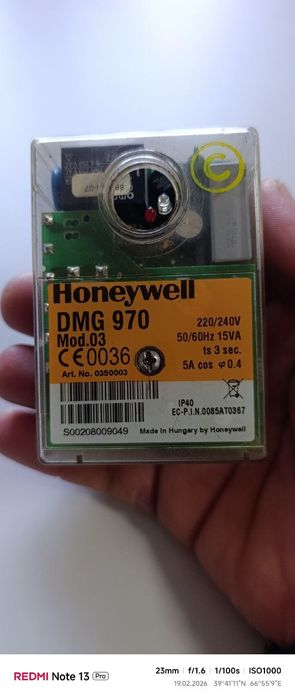 ©
Honeywell
DMG 970
Mod.03
220/240V
50/60Hz 15VA
ts 3 sec.
5A cos φ 0.4
CE0036
Art. No. 0350003
IP40
EC-P.I.N.0085AT0367
S00208009049
Made in Hungary by Honeywell
REDMI Note 13 Pro
23mm | f/1.6 | 1/100s | ISO1000
19.02.2026 39°41'11"N 66°55'9"E